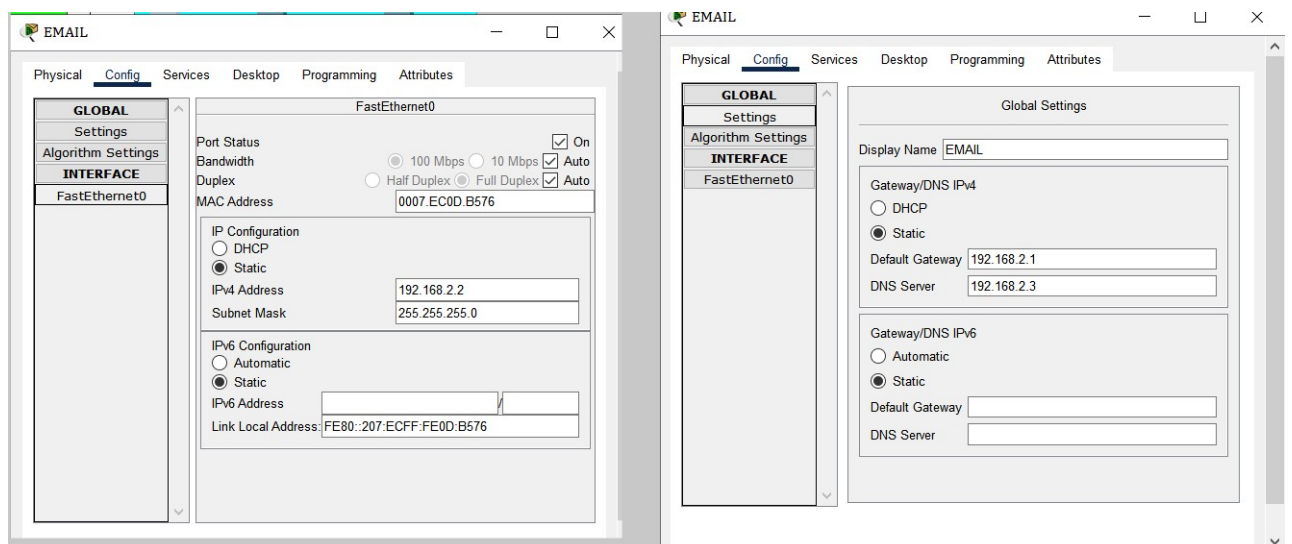 EMAIL
Physical Config Services Desktop Programming Attributes
GLOBAL
Settings
Algorithm Settings
INTERFACE
FastEthernet0
FastEthernet0
Port Status On
Bandwidth 100 Mbps 10 Mbps Auto
Duplex Half Duplex Full Duplex Auto
MAC Address 0007.EC0D.B576
IP Configuration
DHCP
Static
IPv4 Address 192.168.2.2
Subnet Mask 255.255.255.0
IPv6 Configuration
Automatic
Static
IPv6 Address /
Link Local Address: FE80::207:ECFF:FE0D:B576
EMAIL
Physical Config Services Desktop Programming Attributes
GLOBAL
Settings
Algorithm Settings
INTERFACE
FastEthernet0
Global Settings
Display Name EMAIL
Gateway/DNS IPv4
DHCP
Static
Default Gateway 192.168.2.1
DNS Server 192.168.2.3
Gateway/DNS IPv6
Automatic
Static
Default Gateway
DNS Server